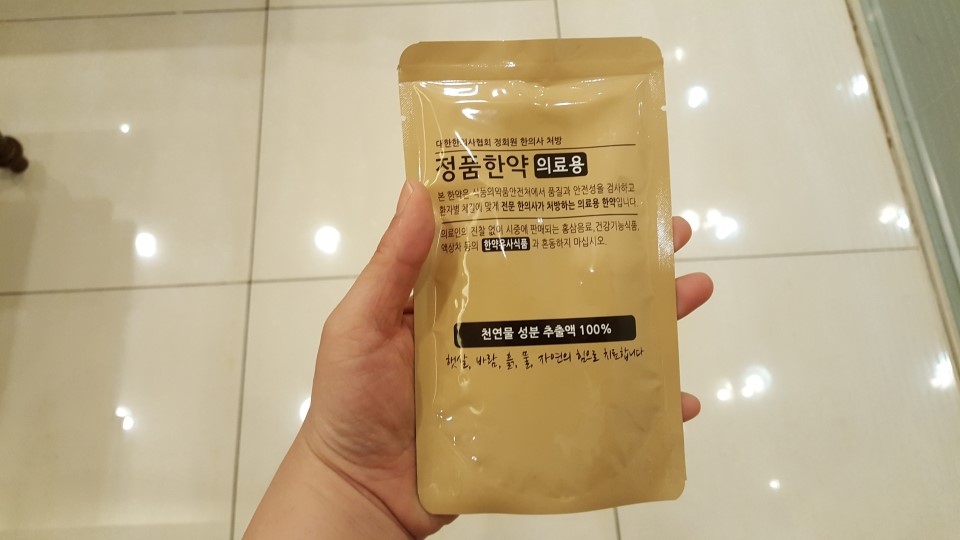 대한한의사협회 정회원 한의사 처방
정품한약 의료용
본 한약은 식품의약품안전처에서 품질과 안전성을 검사하고
환자별 체질에 맞게 전문 한의사가 처방하는 의료용 한약입니다.
의료인의 진찰 없이 시중에 판매되는 홍삼음료, 건강기능식품,
액상차 등의 한약유사식품 과 혼동하지 마십시오.
천연물 성분 추출액 100%
햇살, 바람, 흙, 물, 자연의 힘으로 치료합니다